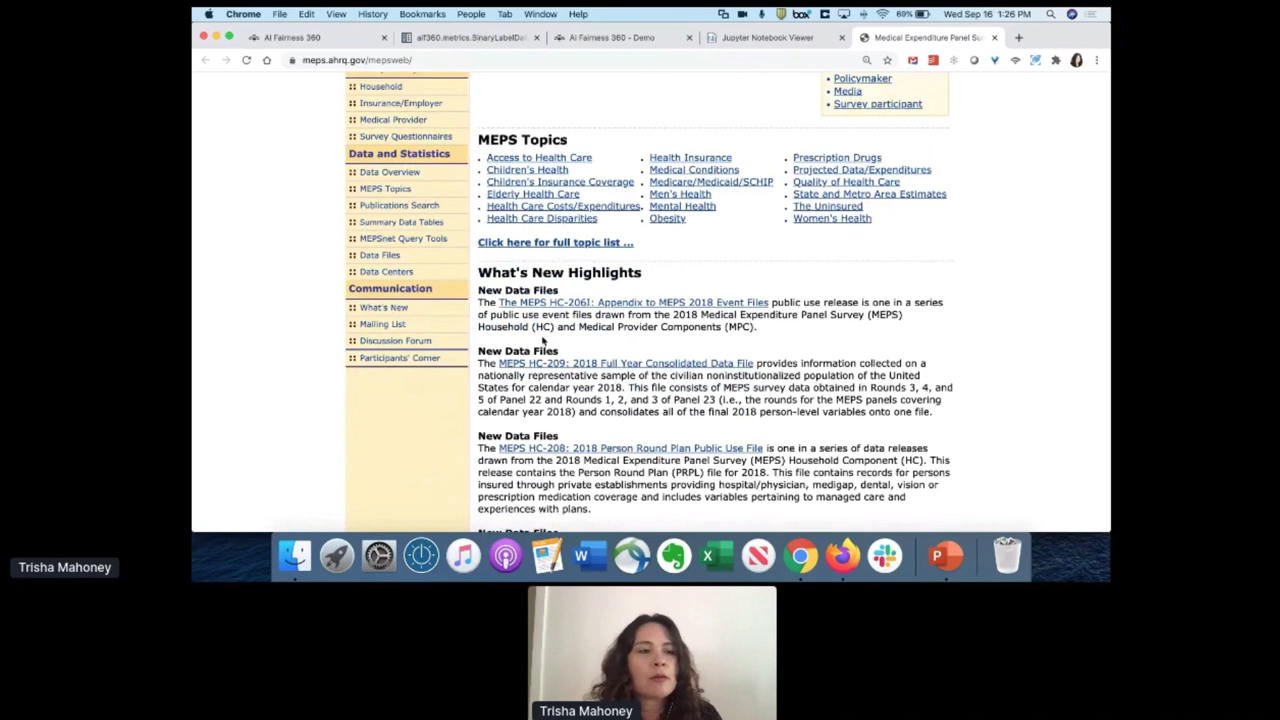 Chrome File Edit View History Bookmarks People Tab Window Help
box 69% Wed Sep 16 1:26 PM
AI Fairness 360
aif360.metrics.BinaryLabelDat
AI Fairness 360 - Demo
Jupyter Notebook Viewer
Medical Expenditure Panel Su
meps.ahrq.gov/mepsweb/
Household
Insurance/Employer
Medical Provider
Survey Questionnaires
Data and Statistics
Data Overview
MEPS Topics
Publications Search
Summary Data Tables
MEPSnet Query Tools
Data Files
Data Centers
Communication
What's New
Mailing List
Discussion Forum
Participants' Corner
Policymaker
Media
Survey participant
MEPS Topics
Access to Health Care
Children's Health
Children's Insurance Coverage
Elderly Health Care
Health Care Costs/Expenditures
Health Care Disparities
Health Insurance
Medical Conditions
Medicare/Medicaid/SCHIP
Men's Health
Mental Health
Obesity
Prescription Drugs
Projected Data/Expenditures
Quality of Health Care
State and Metro Area Estimates
The Uninsured
Women's Health
Click here for full topic list ...
What's New Highlights
New Data Files
The The MEPS HC-206I: Appendix to MEPS 2018 Event Files public use release is one in a series
of public use event files drawn from the 2018 Medical Expenditure Panel Survey (MEPS)
Household (HC) and Medical Provider Components (MPC).
New Data Files
The MEPS HC-209: 2018 Full Year Consolidated Data File provides information collected on a
nationally representative sample of the civilian noninstitutionalized population of the United
States for calendar year 2018. This file consists of MEPS survey data obtained in Rounds 3, 4, and
5 of Panel 22 and Rounds 1, 2, and 3 of Panel 23 (i.e., the rounds for the MEPS panels covering
calendar year 2018) and consolidates all of the final 2018 person-level variables onto one file.
New Data Files
The MEPS HC-208: 2018 Person Round Plan Public Use File is one in a series of data releases
drawn from the 2018 Medical Expenditure Panel Survey (MEPS) Household Component (HC). This
release contains the Person Round Plan (PRPL) file for 2018. This file contains records for persons
insured through private establishments providing hospital/physician, medigap, dental, vision or
prescription medication coverage and includes variables pertaining to managed care and
experiences with plans.
Trisha Mahoney
Trisha Mahoney